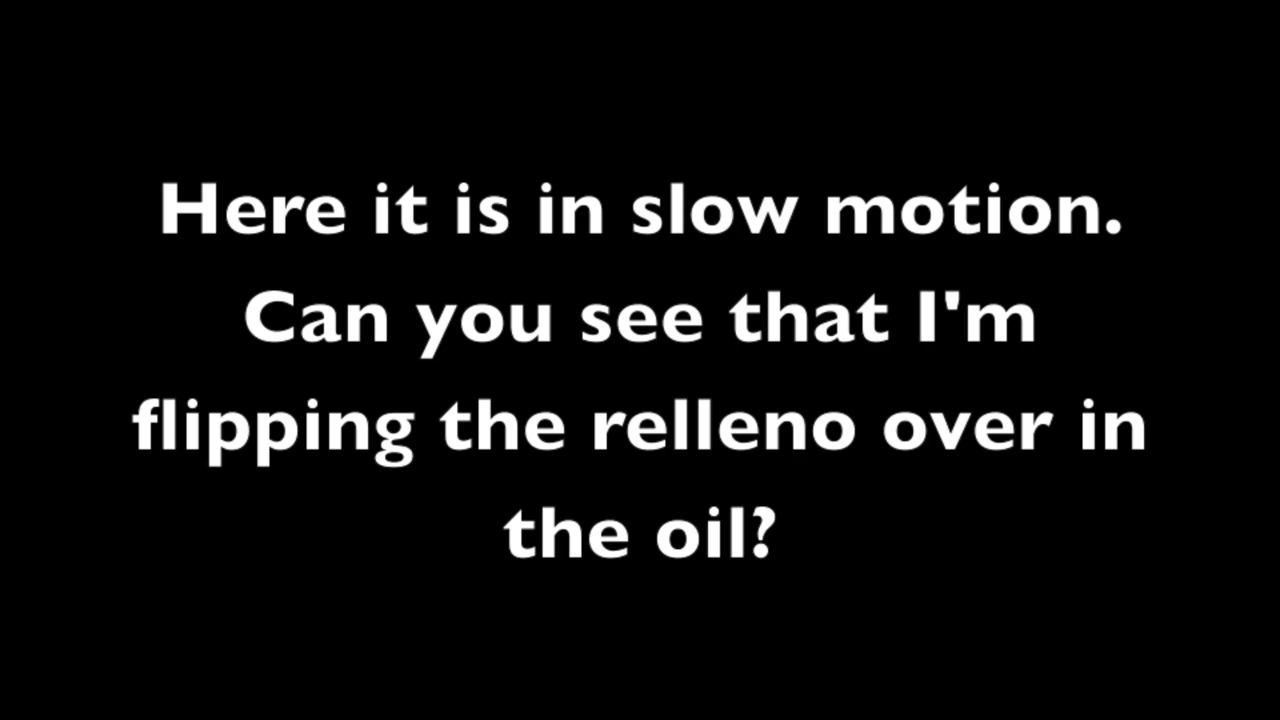 Here it is in slow motion.
Can you see that I'm
flipping the relleno over in
the oil?